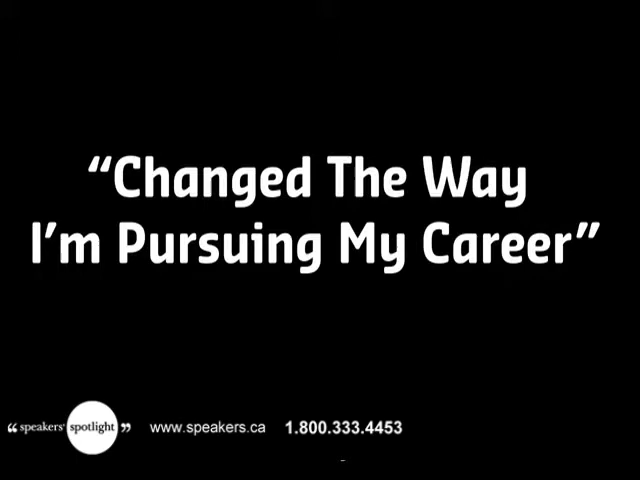 “Changed The Way
I’m Pursuing My Career”
“speakers’ spotlight” www.speakers.ca 1.800.333.4453